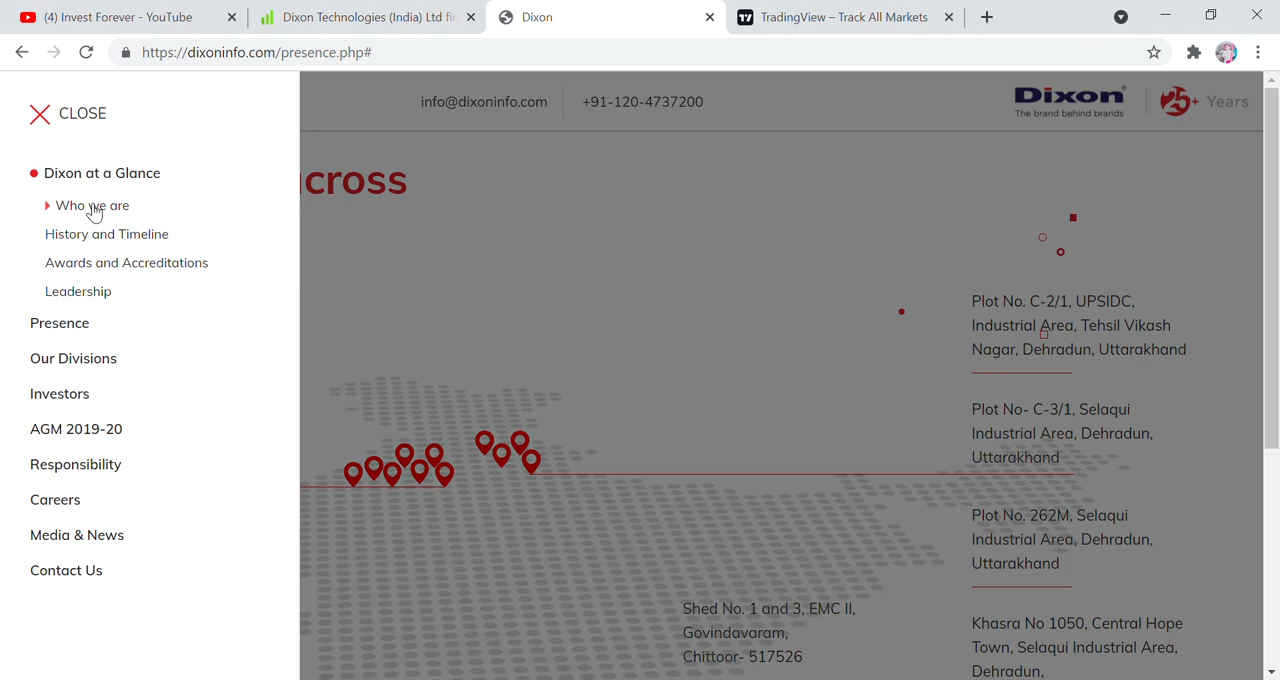 (4) Invest Forever - YouTube
Dixon Technologies (India) Ltd fin
Dixon
TradingView – Track All Markets
https://dixoninfo.com/presence.php#
CLOSE
info@dixoninfo.com
+91-120-4737200
Dixon
The brand behind brands
25+ Years
Dixon at a Glance
Who we are
History and Timeline
Awards and Accreditations
Leadership
Presence
Our Divisions
Investors
AGM 2019-20
Responsibility
Careers
Media & News
Contact Us
across
Plot No. C-2/1, UPSIDC,
Industrial Area, Tehsil Vikash
Nagar, Dehradun, Uttarakhand
Plot No- C-3/1, Selaqui
Industrial Area, Dehradun,
Uttarakhand
Plot No. 262M, Selaqui
Industrial Area, Dehradun,
Uttarakhand
Khasra No 1050, Central Hope
Town, Selaqui Industrial Area,
Dehradun,
Shed No. 1 and 3, EMC II,
Govindavaram,
Chittoor- 517526